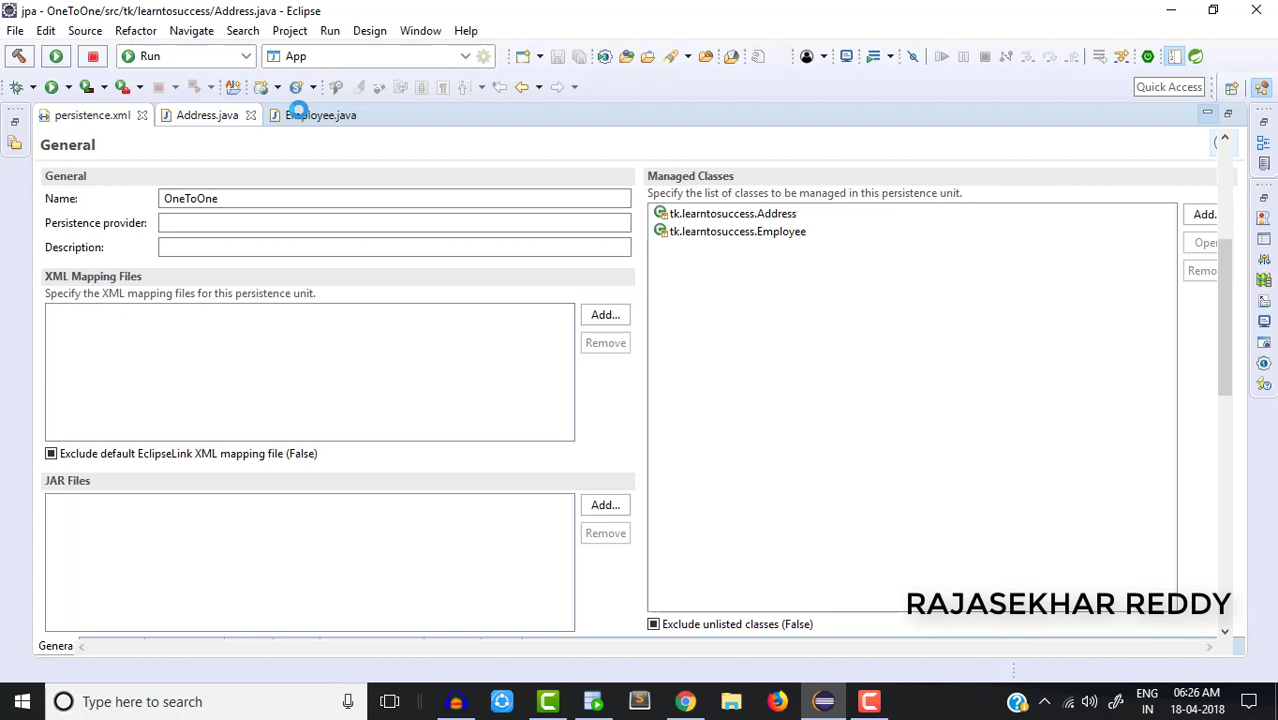 jpa - OneToOne/src/tk/learntosuccess/Address.java - Eclipse
File Edit Source Refactor Navigate Search Project Run Design Window Help
Run App
Quick Access
persistence.xml Address.java Employee.java
General
General
Name: OneToOne
Persistence provider:
Description:
XML Mapping Files
Specify the XML mapping files for this persistence unit.
Add...
Remove
Exclude default EclipseLink XML mapping file (False)
JAR Files
Add...
Remove
Managed Classes
Specify the list of classes to be managed in this persistence unit.
tk.learntosuccess.Address
tk.learntosuccess.Employee
Add.
Open
Remo
Exclude unlisted classes (False)
RAJASEKHAR REDDY
Genera
Type here to search
ENG
IN
06:26 AM
18-04-2018